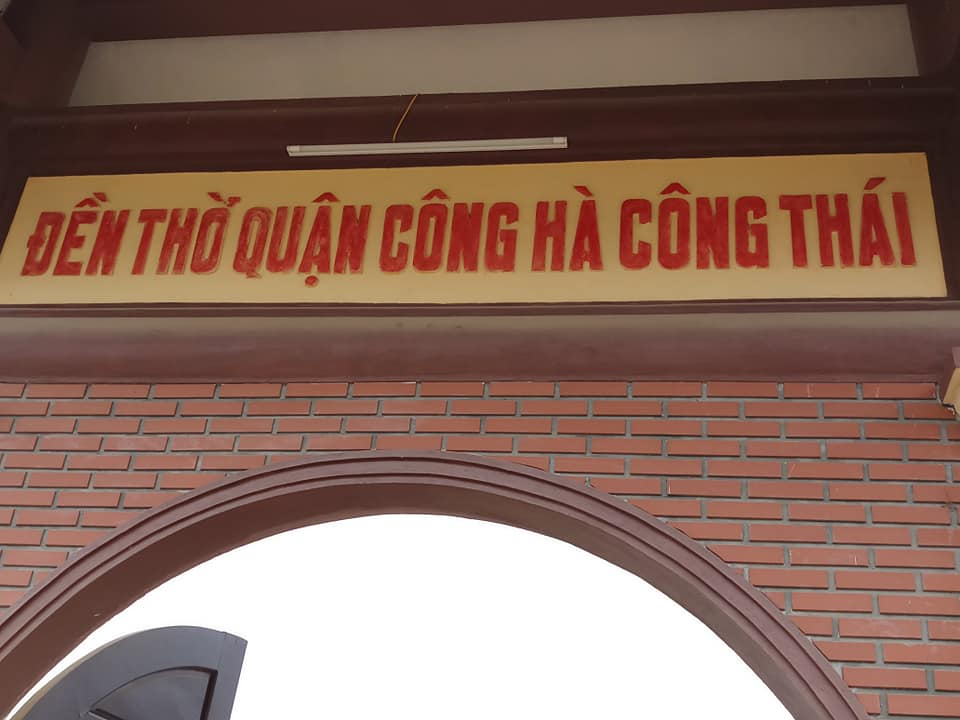 ĐỀN THỜ QUẬN CÔNG HÀ CÔNG THÁI